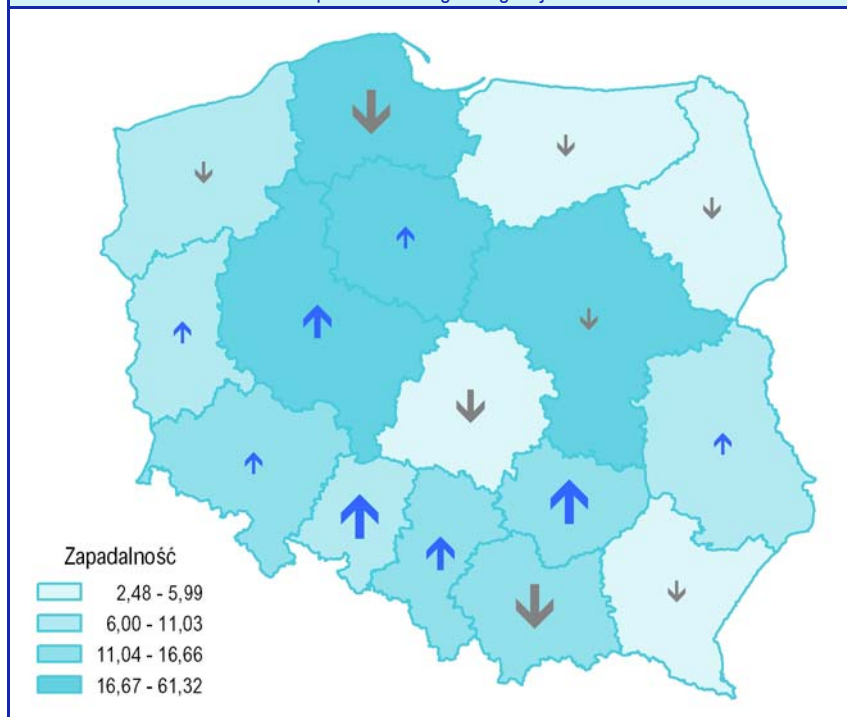 Zapadalność
2,48 - 5,99
6,00 - 11,03
11,04 - 16,66
16,67 - 61,32